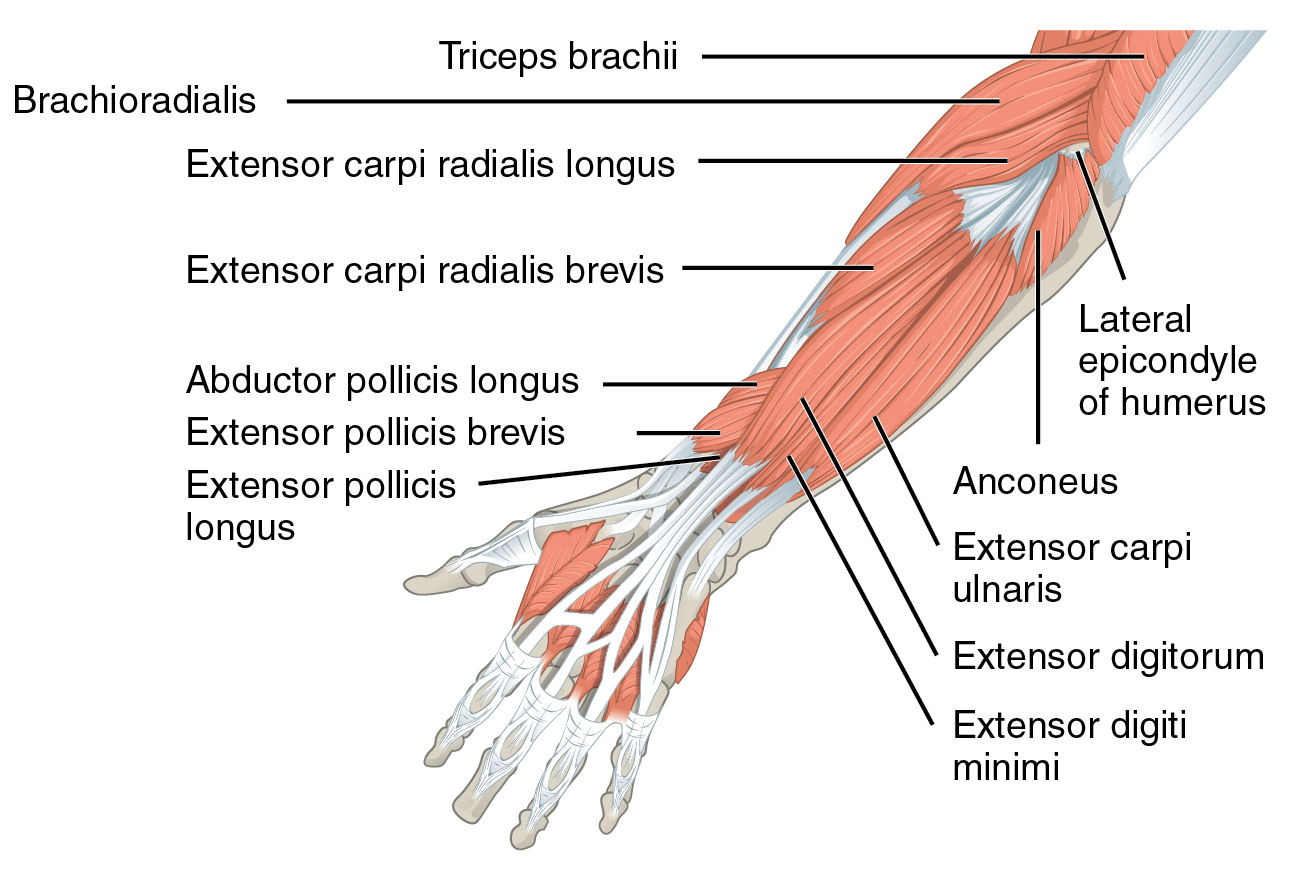 Triceps brachii
Brachioradialis
Extensor carpi radialis longus
Extensor carpi radialis brevis
Abductor pollicis longus
Extensor pollicis brevis
Extensor pollicis
longus
Lateral
epicondyle
of humerus
Anconeus
Extensor carpi
ulnaris
Extensor digitorum
Extensor digiti
minimi